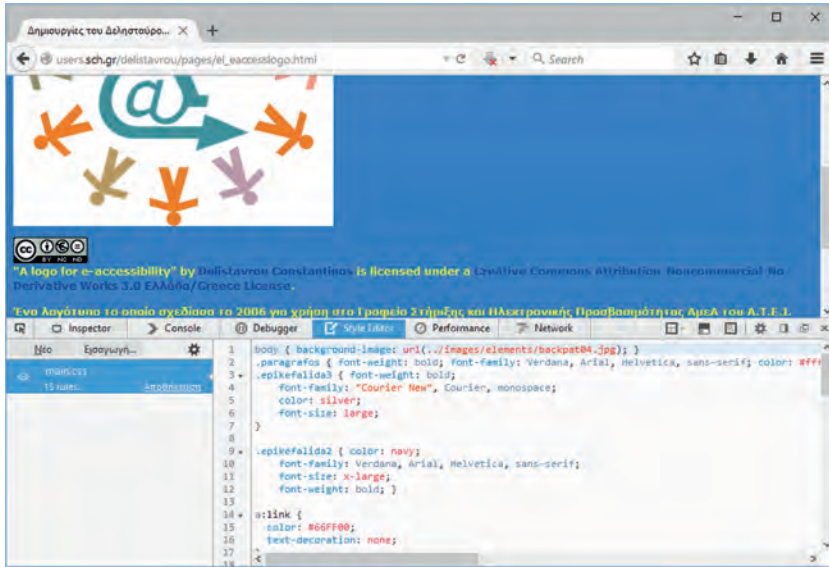 Δημιουργίες του Δελησταύρο... × +
users.sch.gr/delistavrou/pages/el_eaccesslogo.html Search
@
cc BY NC ND
"A logo for e-accessibility" by Delistavrou Constantinos is licensed under a Creative Commons Attribution-Noncommercial-No
Derivative Works 3.0 Ελλάδα/Greece License.
Ένα λογότυπο το οποίο σχεδίασα το 2006 για χρήση στο Γραφείο Στήριξης και Ηλεκτρονικής Προσβασιμότητας ΑμεΑ του Α.Τ.Ε.Ι.
Inspector Console Debugger Style Editor Performance Network
Νέο Εισαγωγή...
main.css
15 rules. Αποθήκευση
1 body { background-image: url(../images/elements/backpat04.jpg); }
2 .paragrafos { font-weight: bold; font-family: Verdana, Arial, Helvetica, sans-serif; color: #fff
3 .epikefalida3 { font-weight: bold;
4 font-family: "Courier New", Courier, monospace;
5 color: silver;
6 font-size: large;
7 }
8
9 .epikefalida2 { color: navy;
10 font-family: Verdana, Arial, Helvetica, sans-serif;
11 font-size: x-large;
12 font-weight: bold; }
13
14 a:link {
15 color: #66FF00;
16 text-decoration: none;
17
18